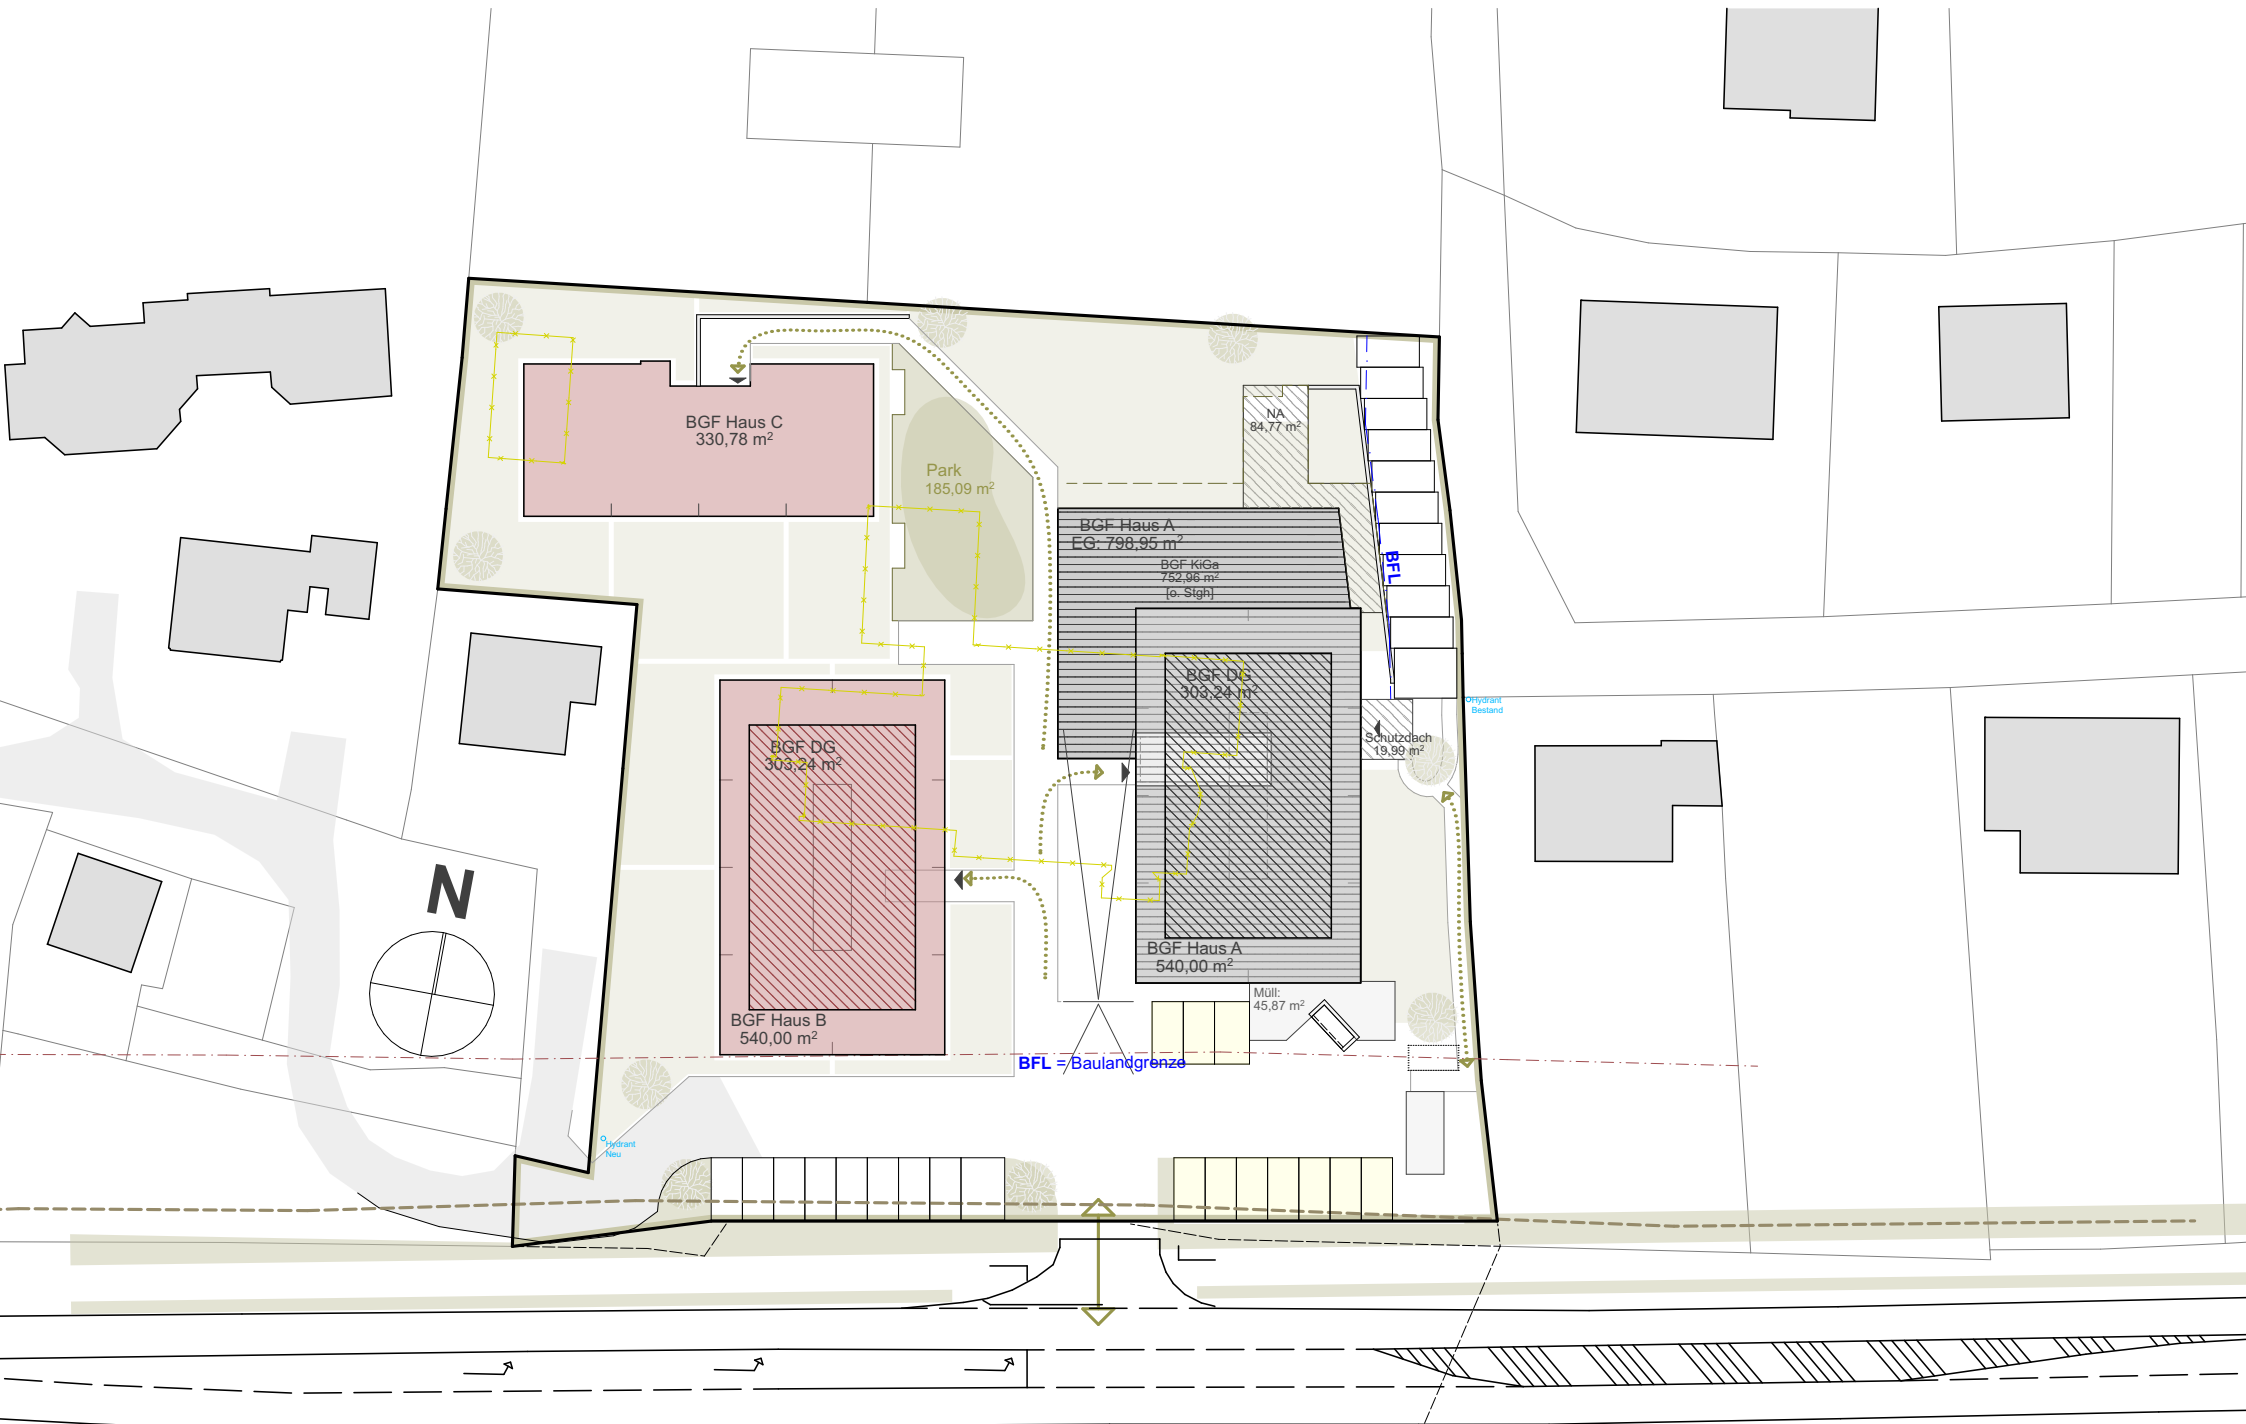 BGF Haus C
330,78 m²
NA
84,77 m²
Park
185,09 m²
BGF Haus A
EG: 798,95 m²
BGF KiGa
752,96 m²
[o. Stgh]
BFL
BGF DG
303,24 m²
Hydrant
Bestand
Schutzdach
19,99 m²
BGF DG
303,24 m²
N
BGF Haus A
540,00 m²
Müll:
45,87 m²
BGF Haus B
540,00 m²
BFL = Baulandgrenze
Hydrant
Neu